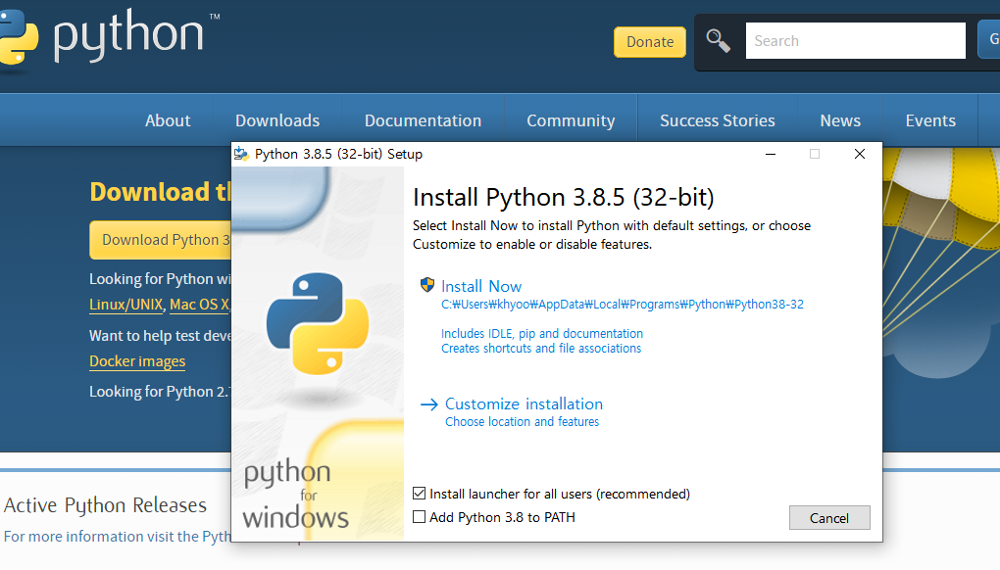 python™
Donate
Search
G
About
Downloads
Documentation
Community
Success Stories
News
Events
Python 3.8.5 (32-bit) Setup
Download th
Download Python 3
Looking for Python wi
Linux/UNIX, Mac OS X,
Want to help test deve
Docker images
Looking for Python 2.7
Install Python 3.8.5 (32-bit)
Select Install Now to install Python with default settings, or choose
Customize to enable or disable features.
Install Now
C:₩Users₩khyoo₩AppData₩Local₩Programs₩Python₩Python38-32
Includes IDLE, pip and documentation
Creates shortcuts and file associations
Customize installation
Choose location and features
python
for
windows
Install launcher for all users (recommended)
Add Python 3.8 to PATH
Cancel
Active Python Releases
For more information visit the Pyth